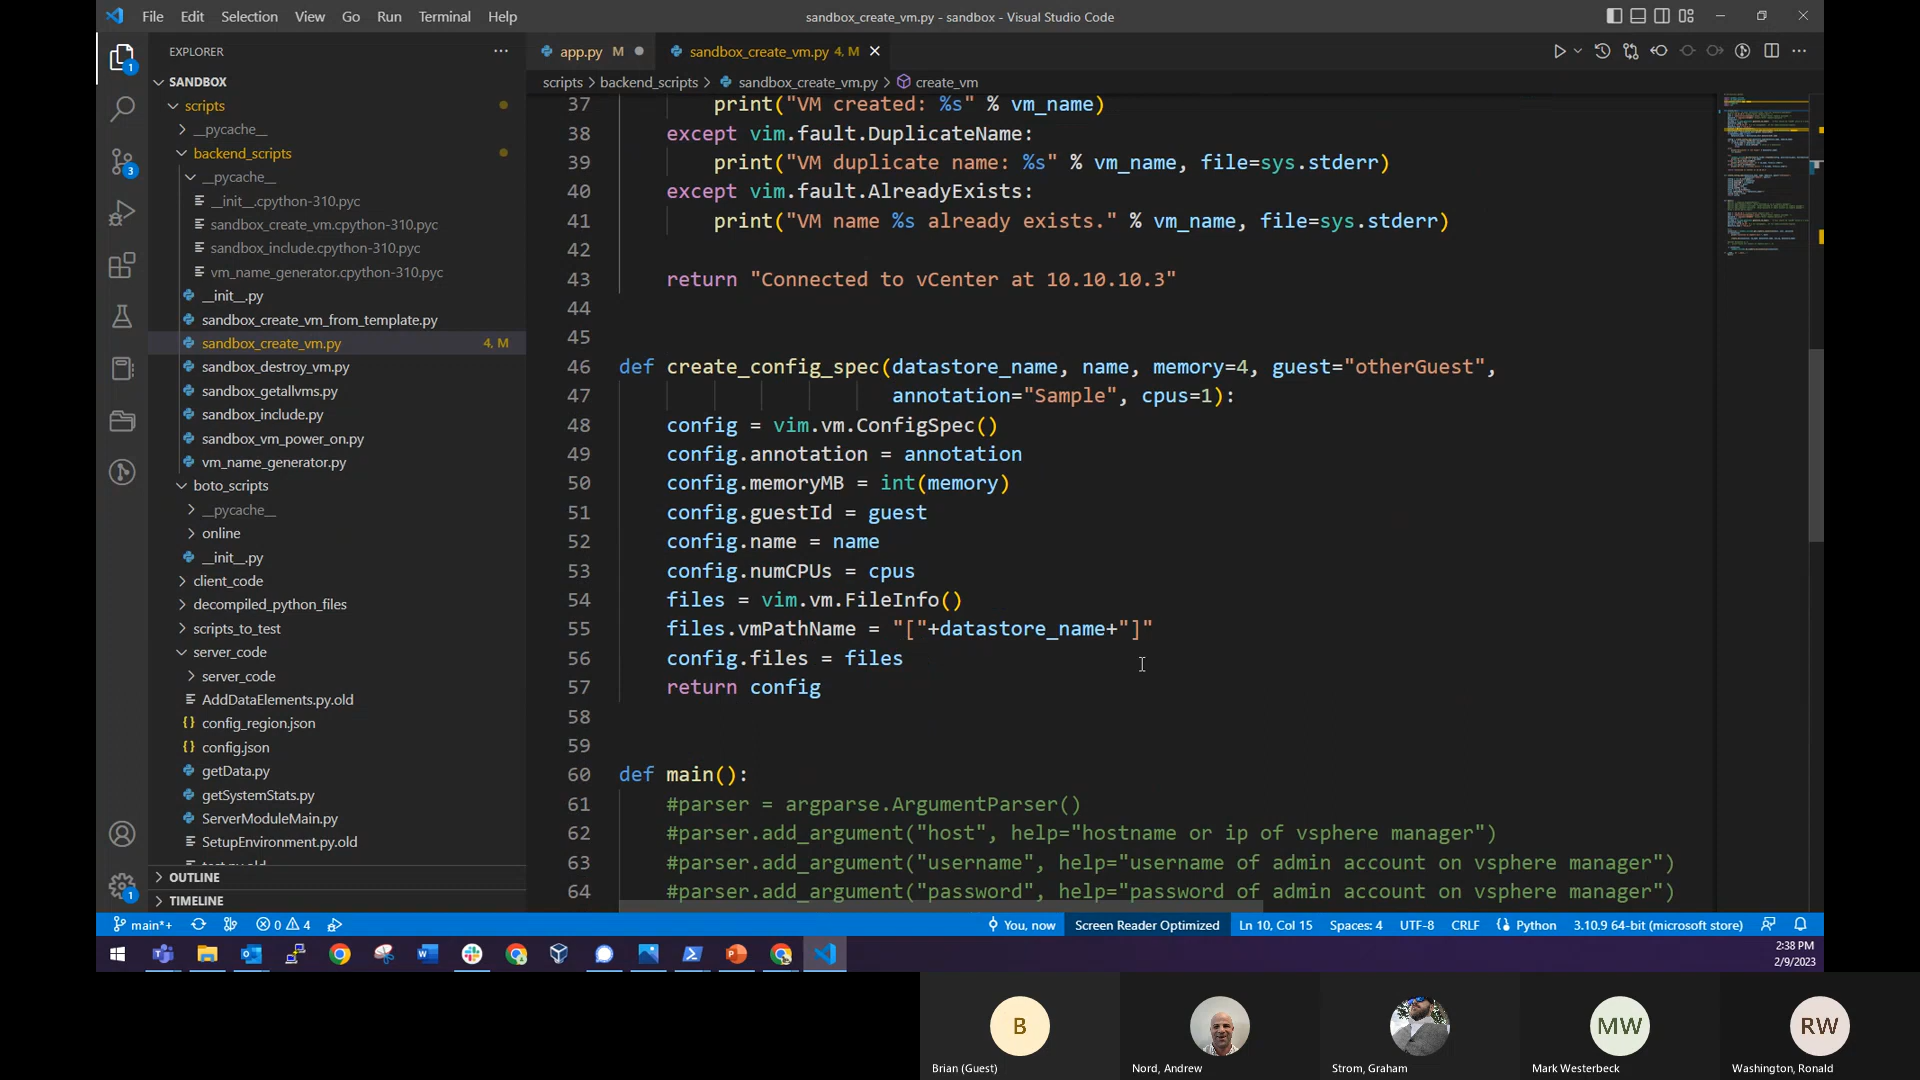 File Edit Selection View Go Run Terminal Help
sandbox_create_vm.py - sandbox - Visual Studio Code
EXPLORER
SANDBOX
scripts
__pycache__
backend_scripts
__pycache__
__init__.cpython-310.pyc
sandbox_create_vm.cpython-310.pyc
sandbox_include.cpython-310.pyc
vm_name_generator.cpython-310.pyc
__init__.py
sandbox_create_vm_from_template.py
sandbox_create_vm.py 4, M
sandbox_destroy_vm.py
sandbox_getallvms.py
sandbox_include.py
sandbox_vm_power_on.py
vm_name_generator.py
boto_scripts
__pycache__
online
__init__.py
client_code
decompiled_python_files
scripts_to_test
server_code
server_code
AddDataElements.py.old
config_region.json
config.json
getData.py
getSystemStats.py
ServerModuleMain.py
SetupEnvironment.py.old
OUTLINE
TIMELINE
1
3
1
app.py M
sandbox_create_vm.py 4, M
scripts > backend_scripts > sandbox_create_vm.py > create_vm
37 print("VM created: %s" % vm_name)
38 except vim.fault.DuplicateName:
39 print("VM duplicate name: %s" % vm_name, file=sys.stderr)
40 except vim.fault.AlreadyExists:
41 print("VM name %s already exists." % vm_name, file=sys.stderr)
42
43 return "Connected to vCenter at 10.10.10.3"
44
45
46 def create_config_spec(datastore_name, name, memory=4, guest="otherGuest",
47 annotation="Sample", cpus=1):
48 config = vim.vm.ConfigSpec()
49 config.annotation = annotation
50 config.memoryMB = int(memory)
51 config.guestId = guest
52 config.name = name
53 config.numCPUs = cpus
54 files = vim.vm.FileInfo()
55 files.vmPathName = "["+datastore_name+"]"
56 config.files = files
57 return config
58
59
60 def main():
61 #parser = argparse.ArgumentParser()
62 #parser.add_argument("host", help="hostname or ip of vsphere manager")
63 #parser.add_argument("username", help="username of admin account on vsphere manager")
64 #parser.add_argument("password", help="password of admin account on vsphere manager")
main*+ 0 4 You, now Screen Reader Optimized Ln 10, Col 15 Spaces: 4 UTF-8 CRLF Python 3.10.9 64-bit (microsoft store)
2:38 PM
2/9/2023
B
MW
RW
Brian (Guest)
Nord, Andrew
Strom, Graham
Mark Westerbeck
Washington, Ronald